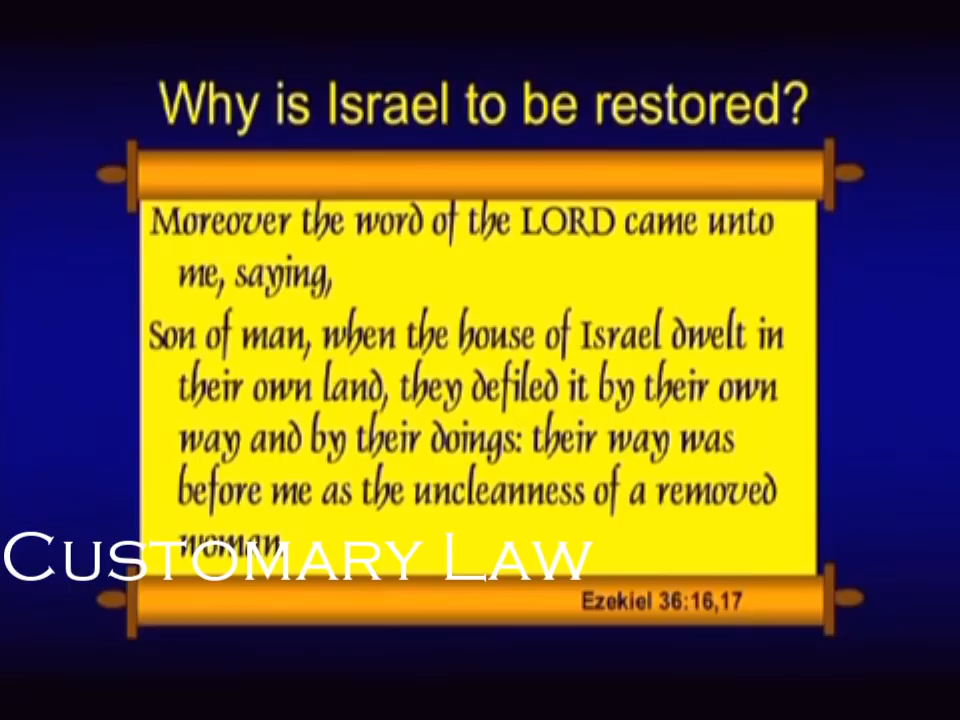 Why is Israel to be restored?
Moreover the word of the LORD came unto
me, saying,
Son of man, when the house of Israel dwelt in
their own land, they defiled it by their own
way and by their doings: their way was
before me as the uncleanness of a removed
woman.
Customary Law
Ezekiel 36:16,17